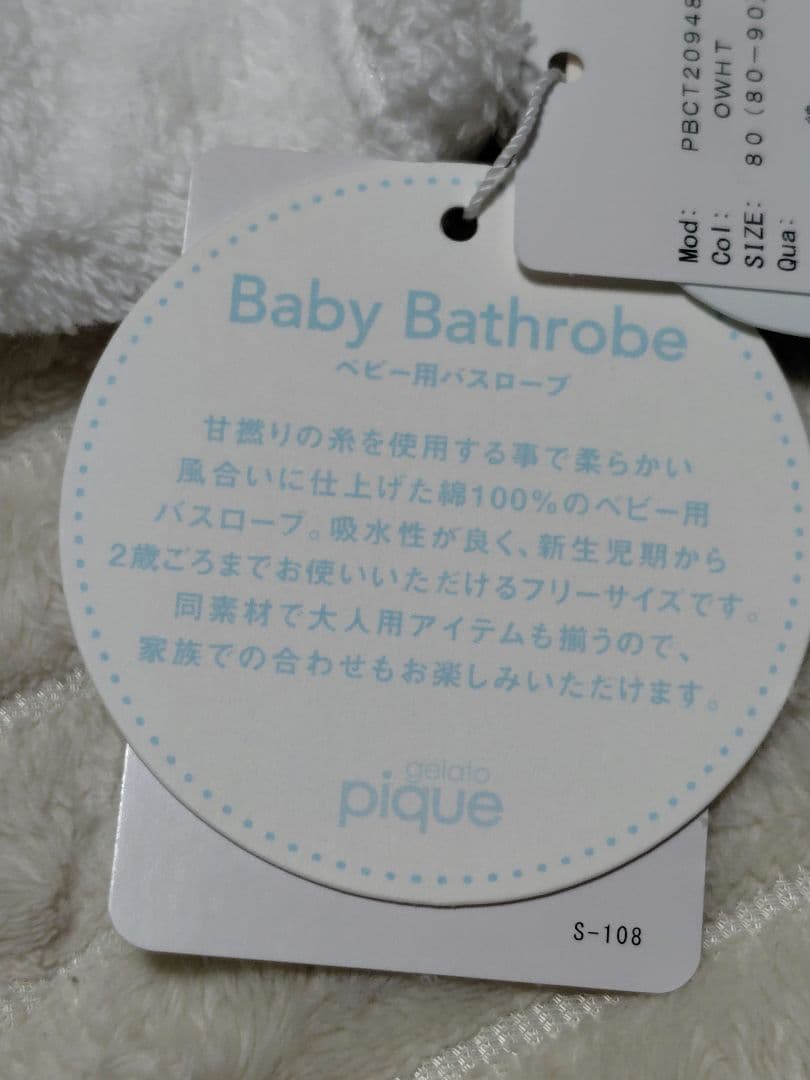 Mod: PBCT20948
Col: OWHT
SIZE: 80(80-90
Qua:
Baby Bathrobe
ベビー用バスローブ
甘撚りの糸を使用する事で柔らかい
風合いに仕上げた綿100%のベビー用
バスローブ。吸水性が良く、新生児期から
2歳ごろまでお使いいただけるフリーサイズです。
同素材で大人用アイテムも揃うので、
家族での合わせもお楽しみいただけます。
gelato
pique
S-108